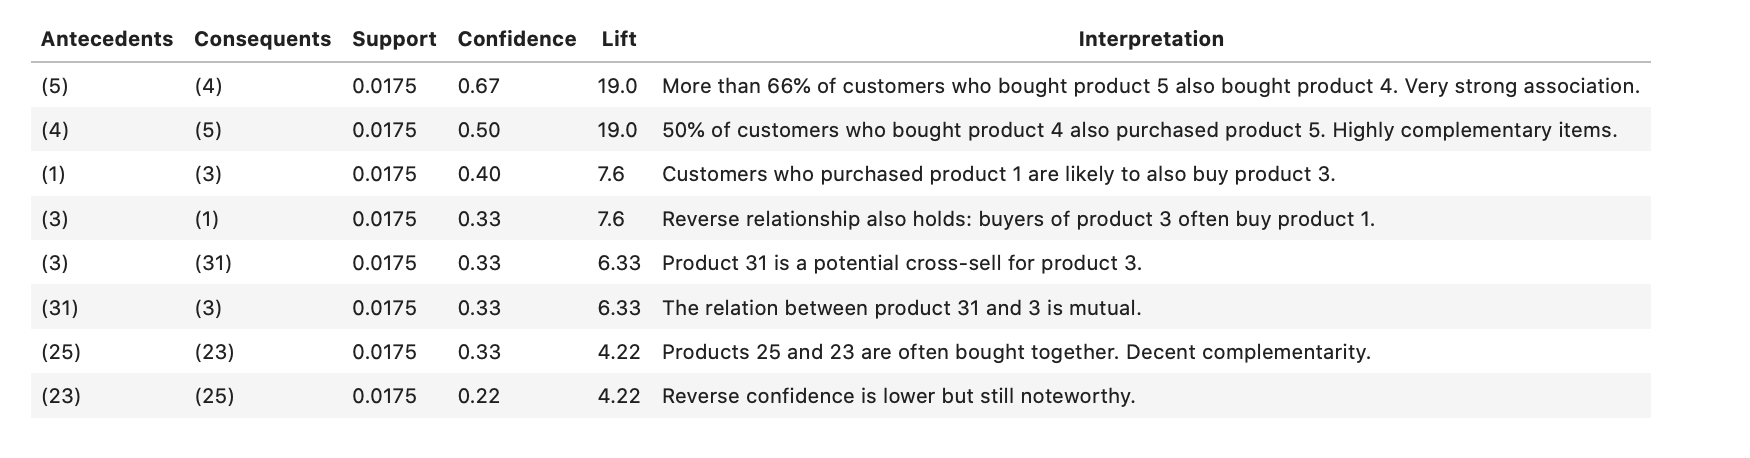 Antecedents Consequents Support Confidence Lift Interpretation
(5) (4) 0.0175 0.67 19.0 More than 66% of customers who bought product 5 also bought product 4. Very strong association.
(4) (5) 0.0175 0.50 19.0 50% of customers who bought product 4 also purchased product 5. Highly complementary items.
(1) (3) 0.0175 0.40 7.6 Customers who purchased product 1 are likely to also buy product 3.
(3) (1) 0.0175 0.33 7.6 Reverse relationship also holds: buyers of product 3 often buy product 1.
(3) (31) 0.0175 0.33 6.33 Product 31 is a potential cross-sell for product 3.
(31) (3) 0.0175 0.33 6.33 The relation between product 31 and 3 is mutual.
(25) (23) 0.0175 0.33 4.22 Products 25 and 23 are often bought together. Decent complementarity.
(23) (25) 0.0175 0.22 4.22 Reverse confidence is lower but still noteworthy.